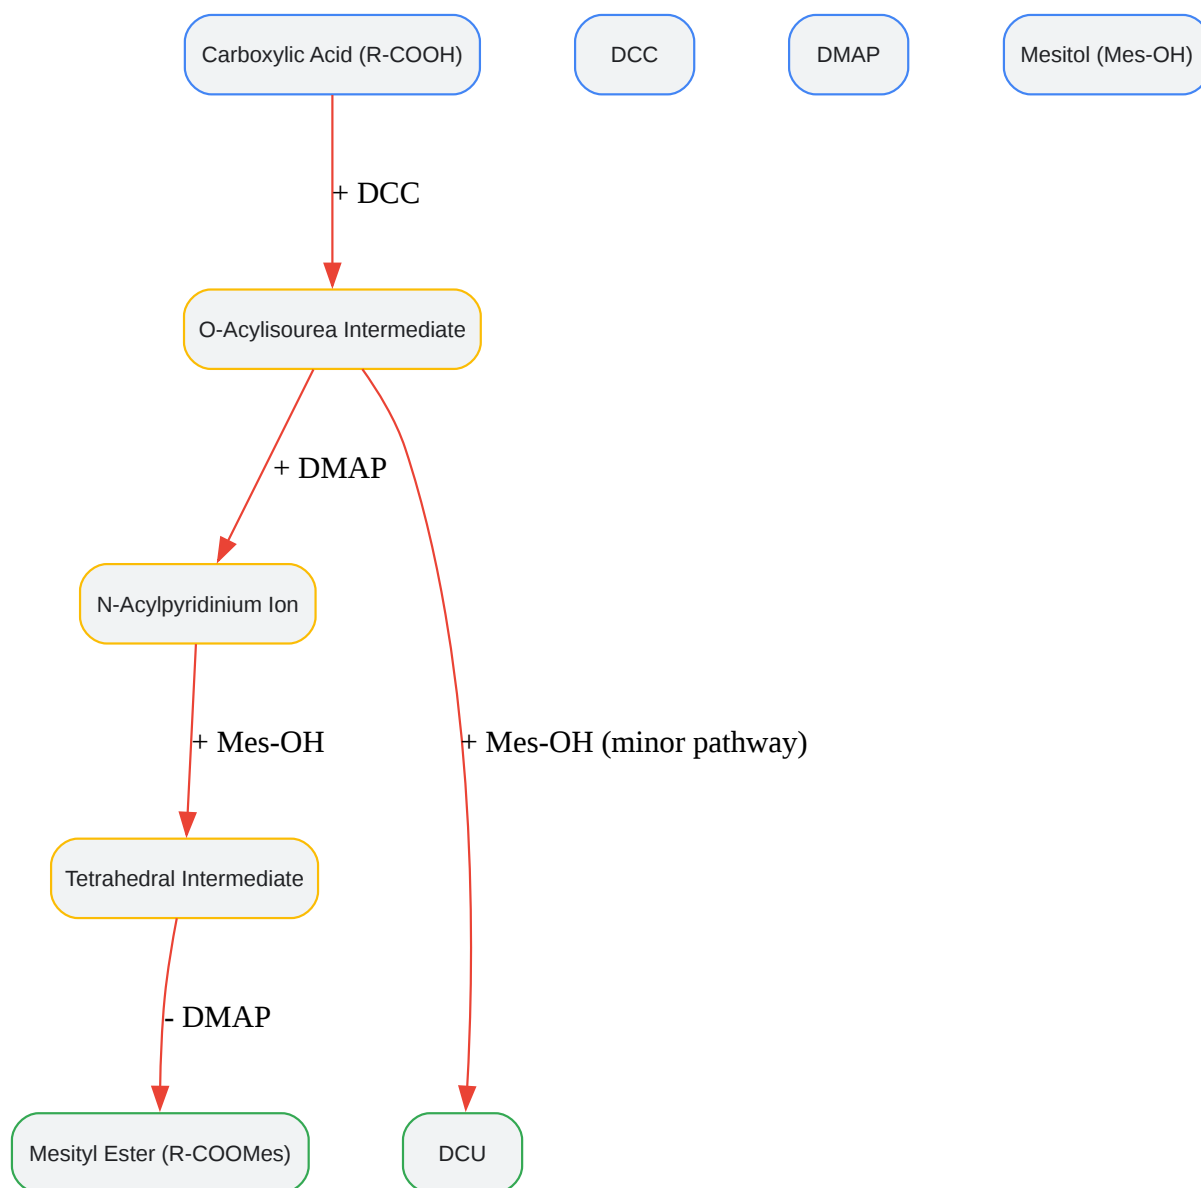 Carboxylic Acid (R-COOH)
DCC
DMAP
Mesitol (Mes-OH)
+ DCC
O-Acylisourea Intermediate
+ DMAP
N-Acylpyridinium Ion
+ Mes-OH
+ Mes-OH (minor pathway)
Tetrahedral Intermediate
- DMAP
Mesityl Ester (R-COOMes)
DCU